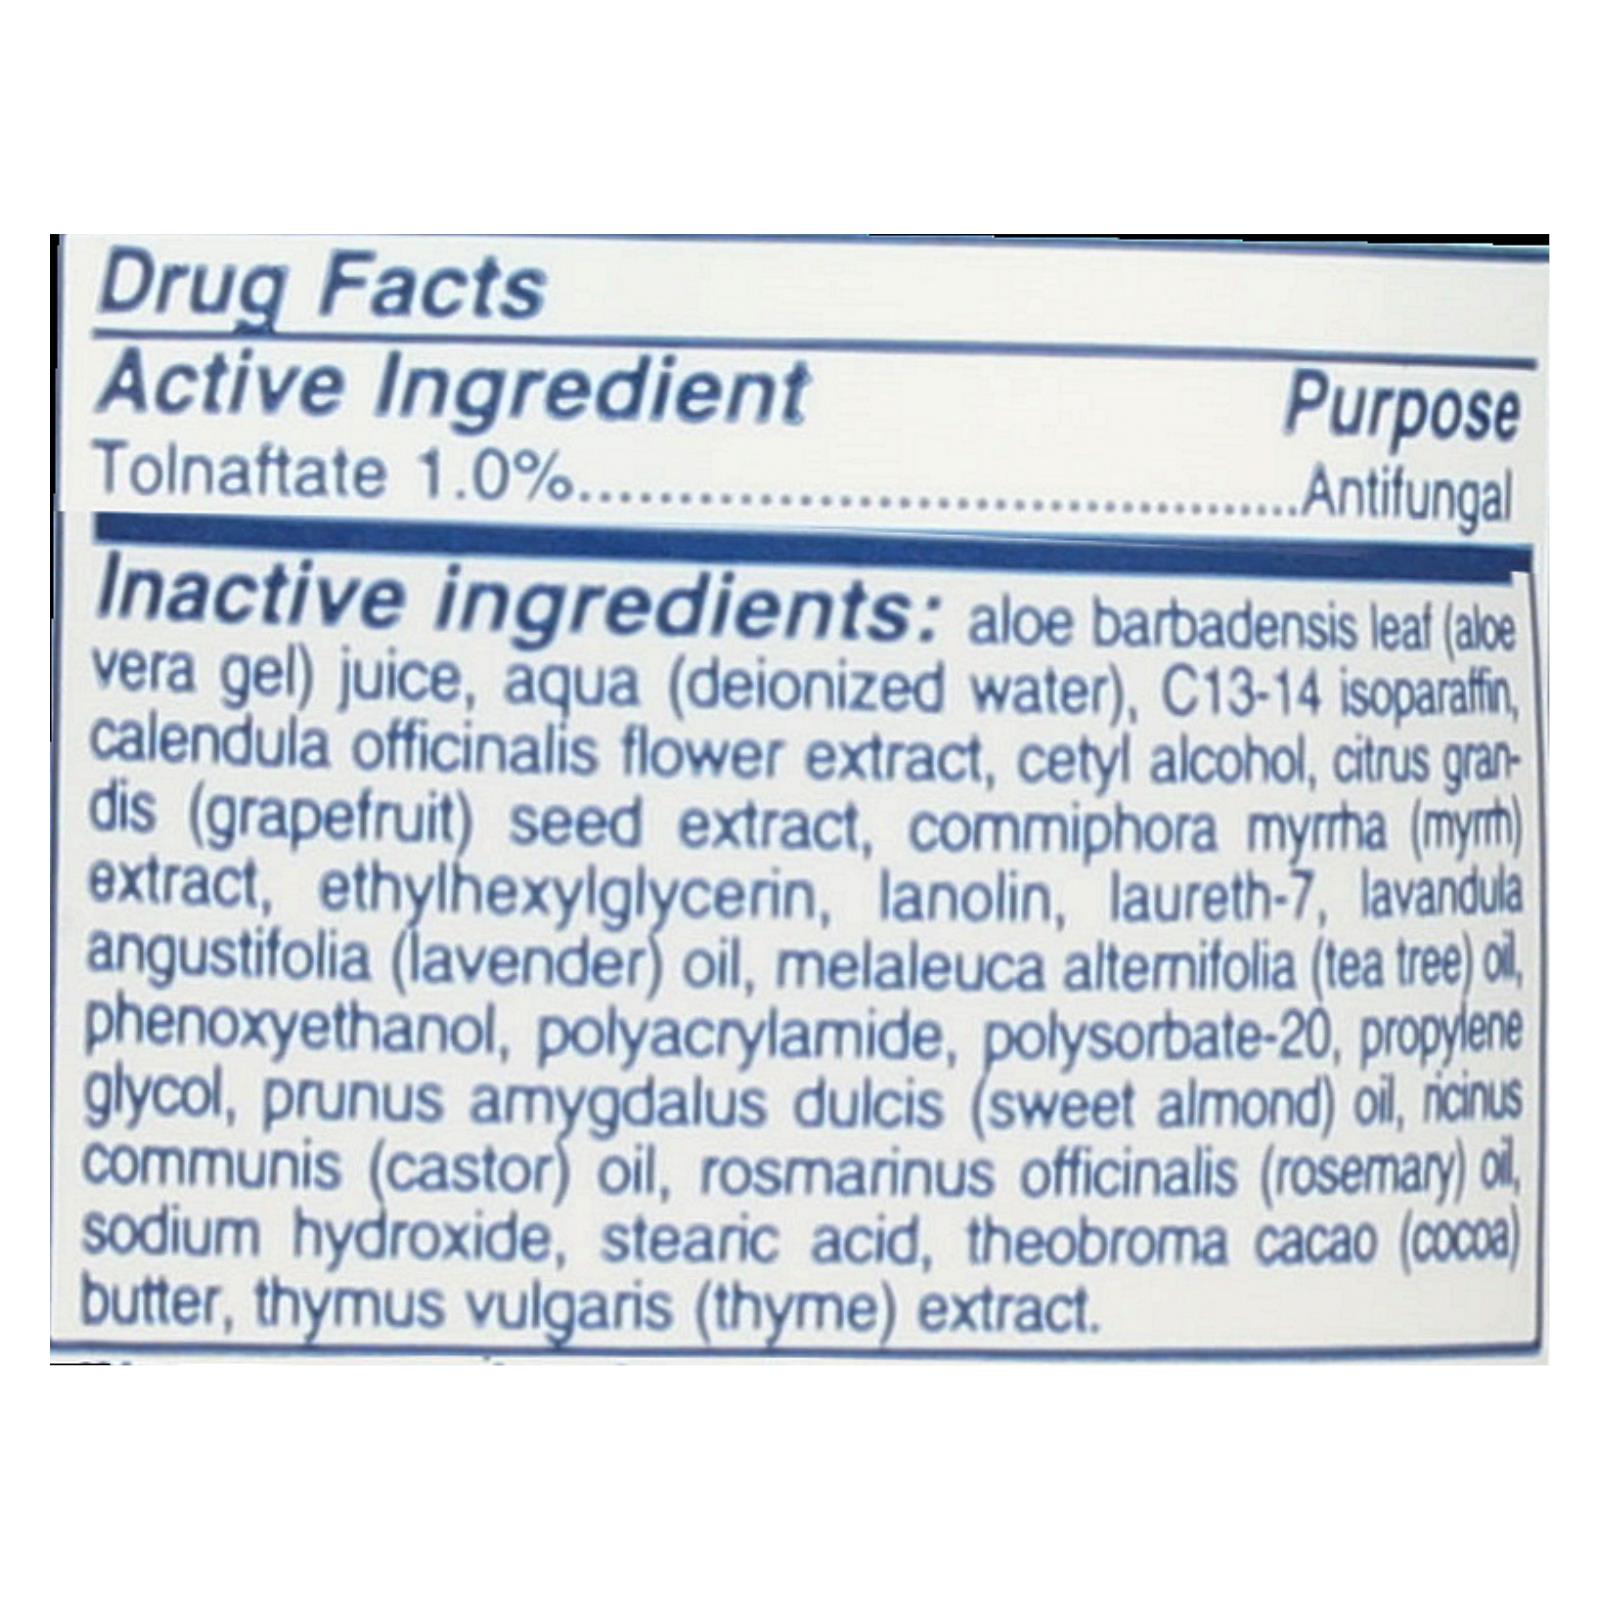 Drug Facts
Active Ingredient Purpose
Tolnaftate 1.0%............................................Antifungal
Inactive ingredients: aloe barbadensis leaf (aloe
vera gel) juice, aqua (deionized water), C13-14 isoparaffin,
calendula officinalis flower extract, cetyl alcohol, citrus gran-
dis (grapefruit) seed extract, commiphora myrrha (myrrh)
extract, ethylhexylglycerin, lanolin, laureth-7, lavandula
angustifolia (lavender) oil, melaleuca alternifolia (tea tree) oil,
phenoxyethanol, polyacrylamide, polysorbate-20, propylene
glycol, prunus amygdalus dulcis (sweet almond) oil, ricinus
communis (castor) oil, rosmarinus officinalis (rosemary) oil,
sodium hydroxide, stearic acid, theobroma cacao (cocoa)
butter, thymus vulgaris (thyme) extract.